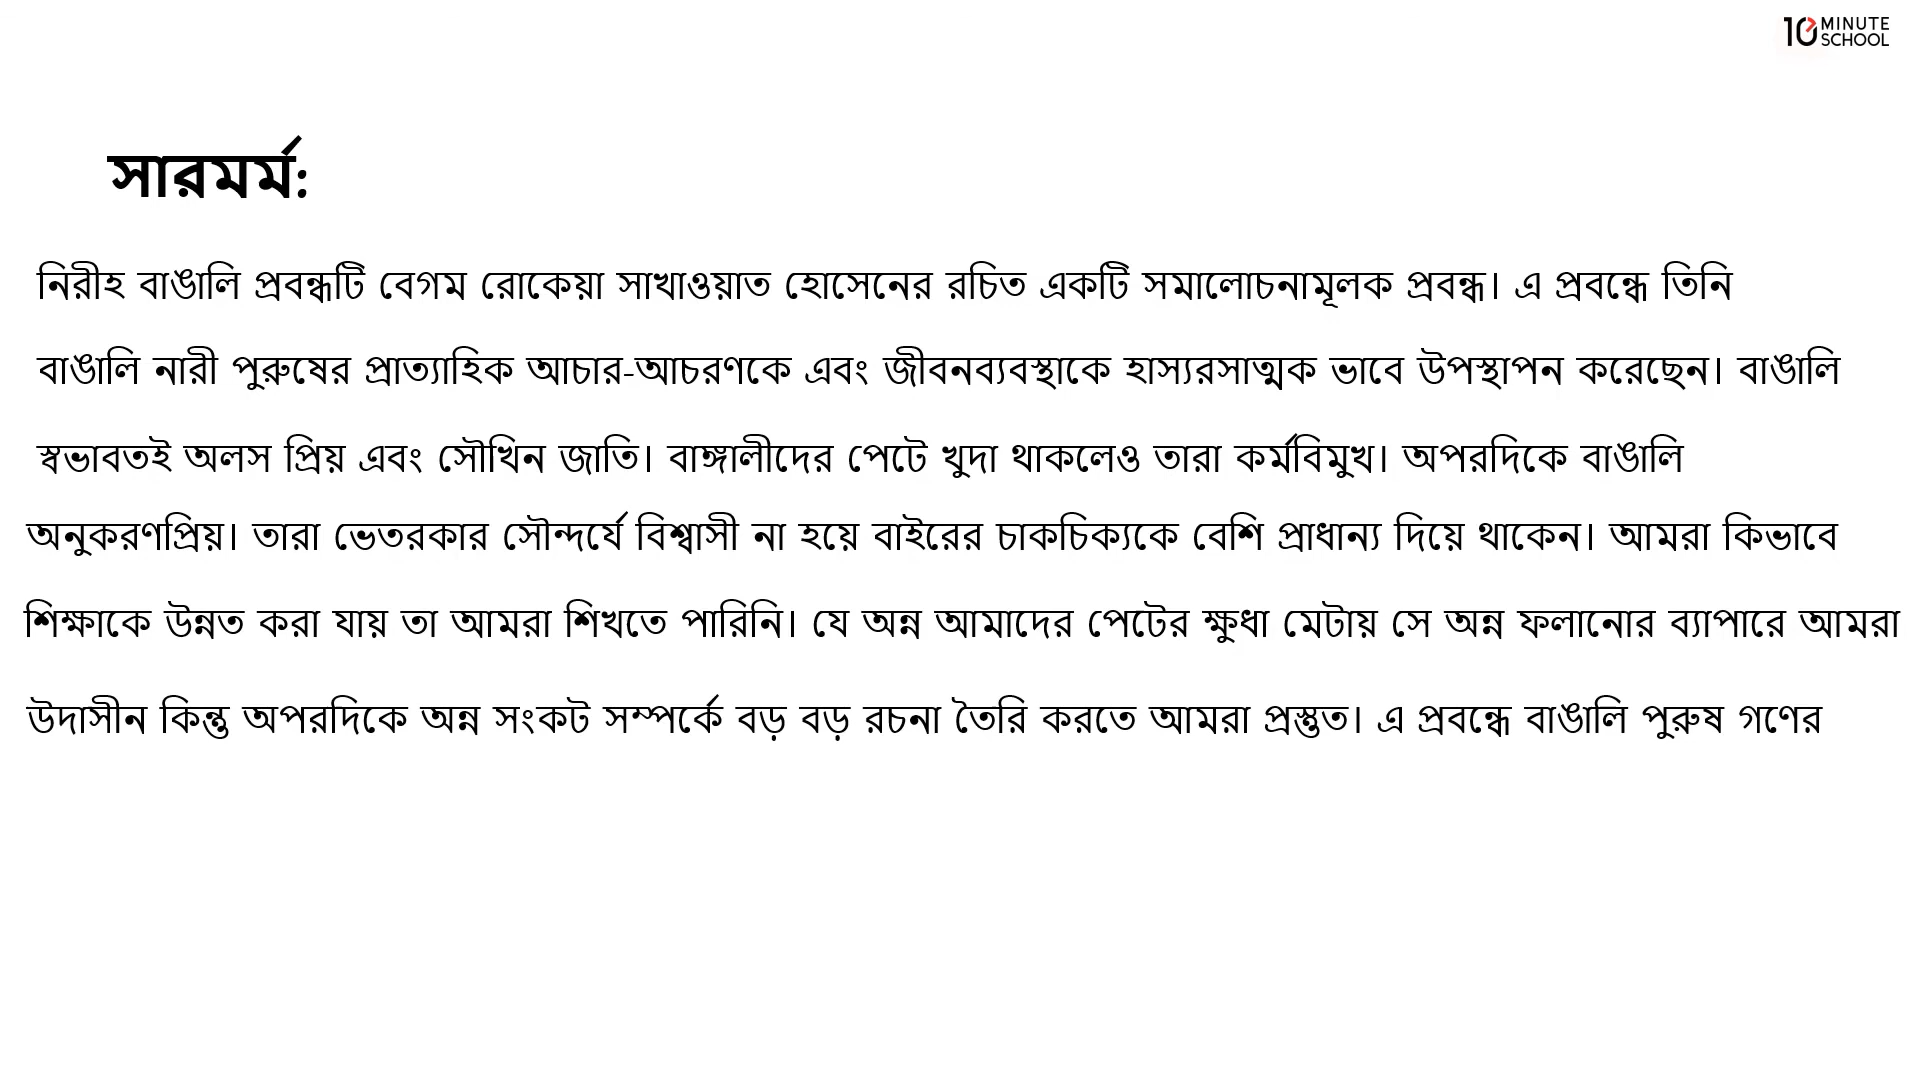 10 MINUTE SCHOOL
সারমর্ম:
নিরীহ বাঙালি প্রবন্ধটি বেগম রোকেয়া সাখাওয়াত হোসেনের রচিত একটি সমালোচনামূলক প্রবন্ধ। এ প্রবন্ধে তিনি
বাঙালি নারী পুরুষের প্রাত্যাহিক আচার-আচরণকে এবং জীবনব্যবস্থাকে হাস্যরসাত্মক ভাবে উপস্থাপন করেছেন। বাঙালি
স্বভাবতই অলস প্রিয় এবং সৌখিন জাতি। বাঙ্গালীদের পেটে খুদা থাকলেও তারা কর্মবিমুখ। অপরদিকে বাঙালি
অনুকরণপ্রিয়। তারা ভেতরকার সৌন্দর্যে বিশ্বাসী না হয়ে বাইরের চাকচিক্যকে বেশি প্রাধান্য দিয়ে থাকেন। আমরা কিভাবে
শিক্ষাকে উন্নত করা যায় তা আমরা শিখতে পারিনি। যে অন্ন আমাদের পেটের ক্ষুধা মেটায় সে অন্ন ফলানোর ব্যাপারে আমরা
উদাসীন কিন্তু অপরদিকে অন্ন সংকট সম্পর্কে বড় বড় রচনা তৈরি করতে আমরা প্রস্তুত। এ প্রবন্ধে বাঙালি পুরুষ গণের